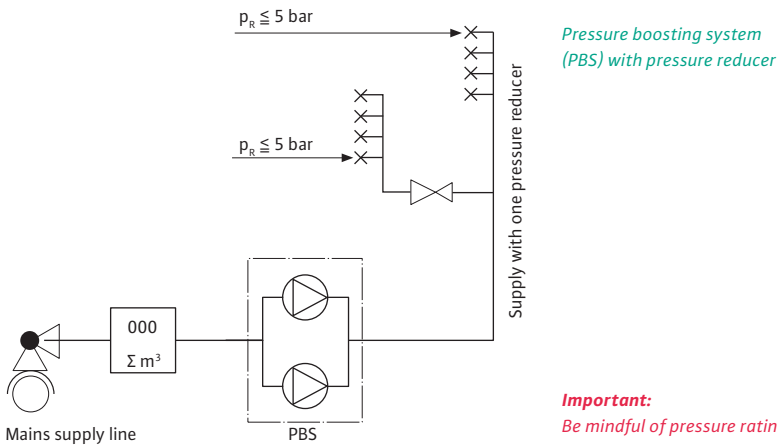 p_R ≦ 5 bar
Pressure boosting system
(PBS) with pressure reducer
p_R ≦ 5 bar
Supply with one pressure reducer
000
Σ m³
Important:
Be mindful of pressure ratin
Mains supply line
PBS